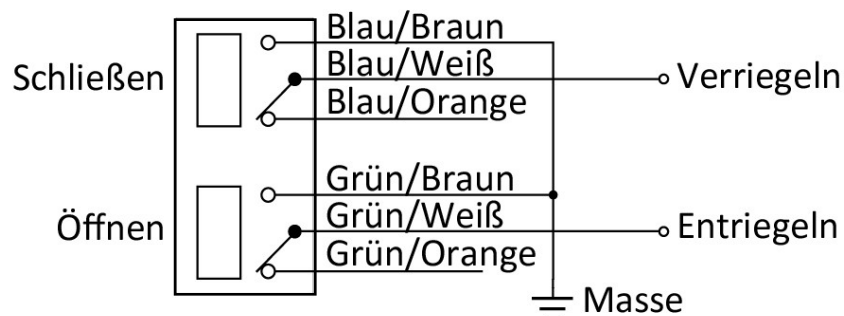 Blau/Braun
Schließen Blau/Weiß Verriegeln
Blau/Orange
Grün/Braun
Öffnen Grün/Weiß Entriegeln
Grün/Orange
Masse